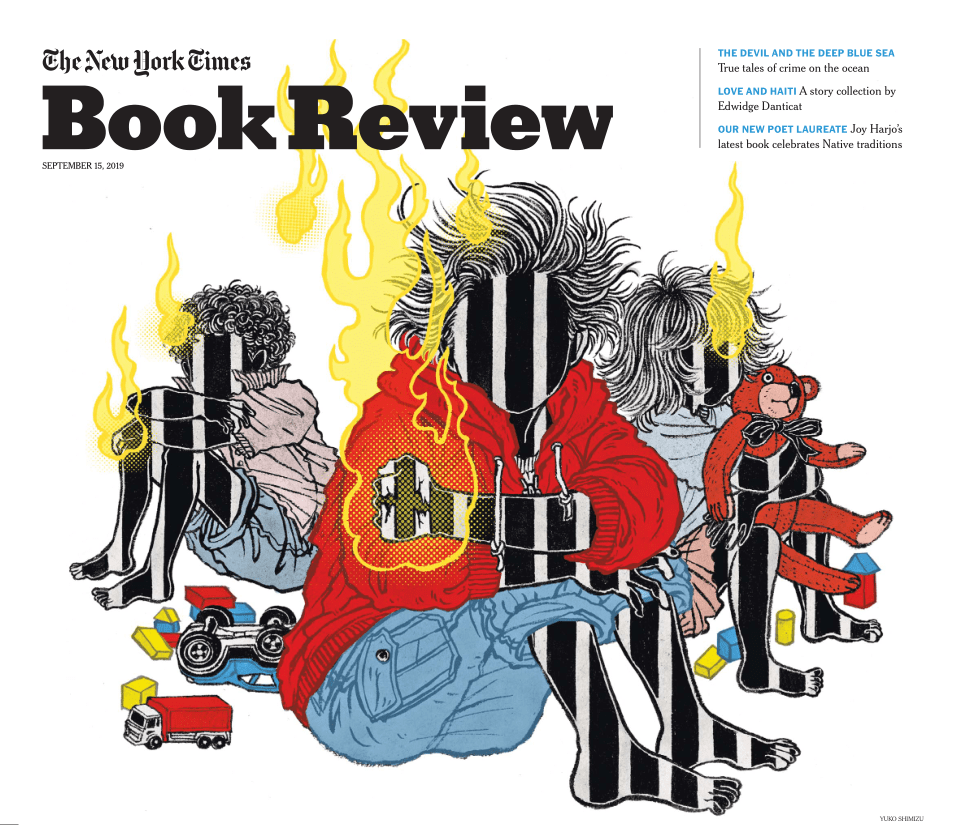 The New York Times
Book Review
SEPTEMBER 15, 2019
THE DEVIL AND THE DEEP BLUE SEA
True tales of crime on the ocean
LOVE AND HAITI A story collection by
Edwidge Danticat
OUR NEW POET LAUREATE Joy Harjo's
latest book celebrates Native traditions
YUKO SHIMIZU